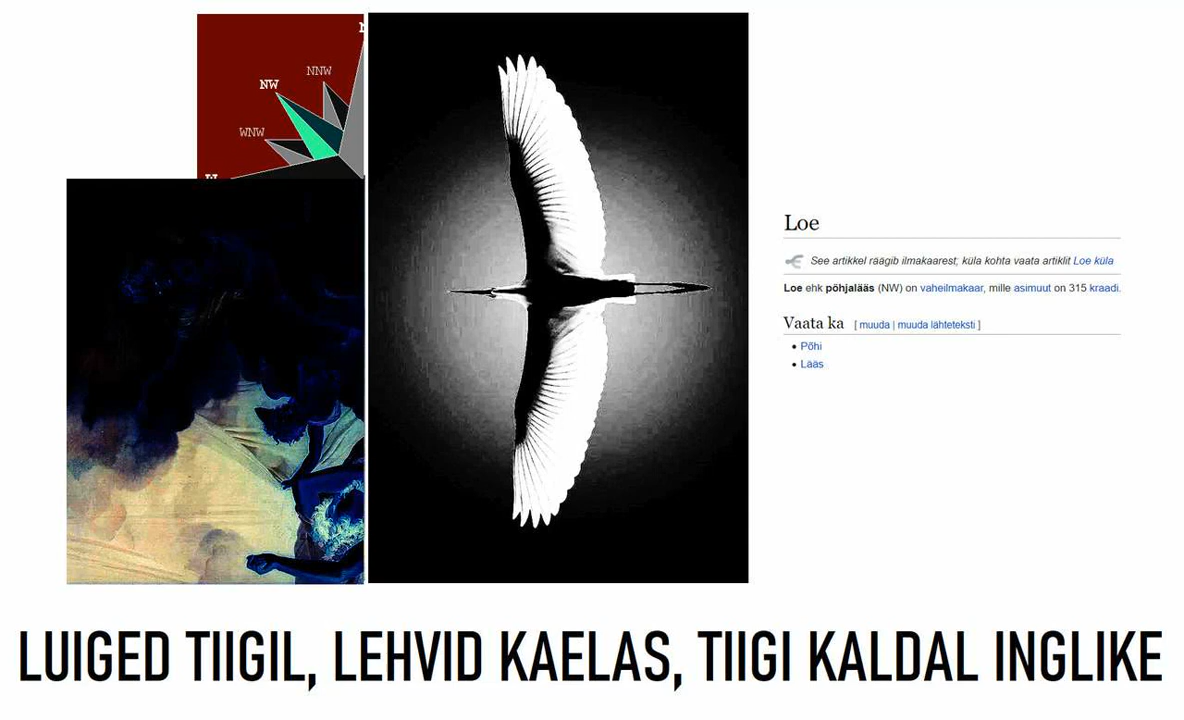 N
NNW
NW
WNW
W
Loe
See artikkel räägib ilmakaarest; küla kohta vaata artiklit Loe küla
Loe ehk põhjalääs (NW) on vaheilmakaar, mille asimuut on 315 kraadi.
Vaata ka [ muuda | muuda lähteteksti ]
Põhi
Lääs
LUIGED TIIGIL, LEHVID KAELAS, TIIGI KALDAL INGLIKE